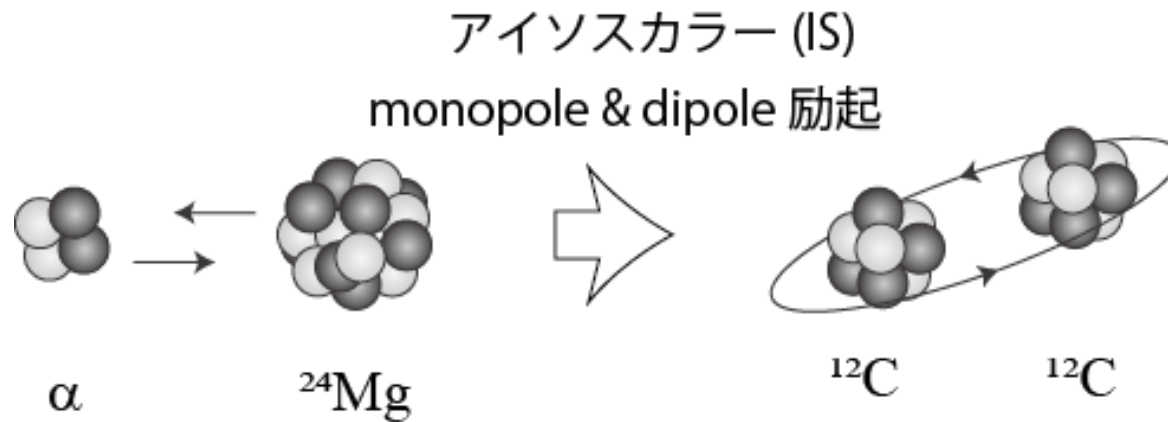 アイソスカラー (IS)
monopole & dipole 励起
α
²⁴Mg
¹²C
¹²C